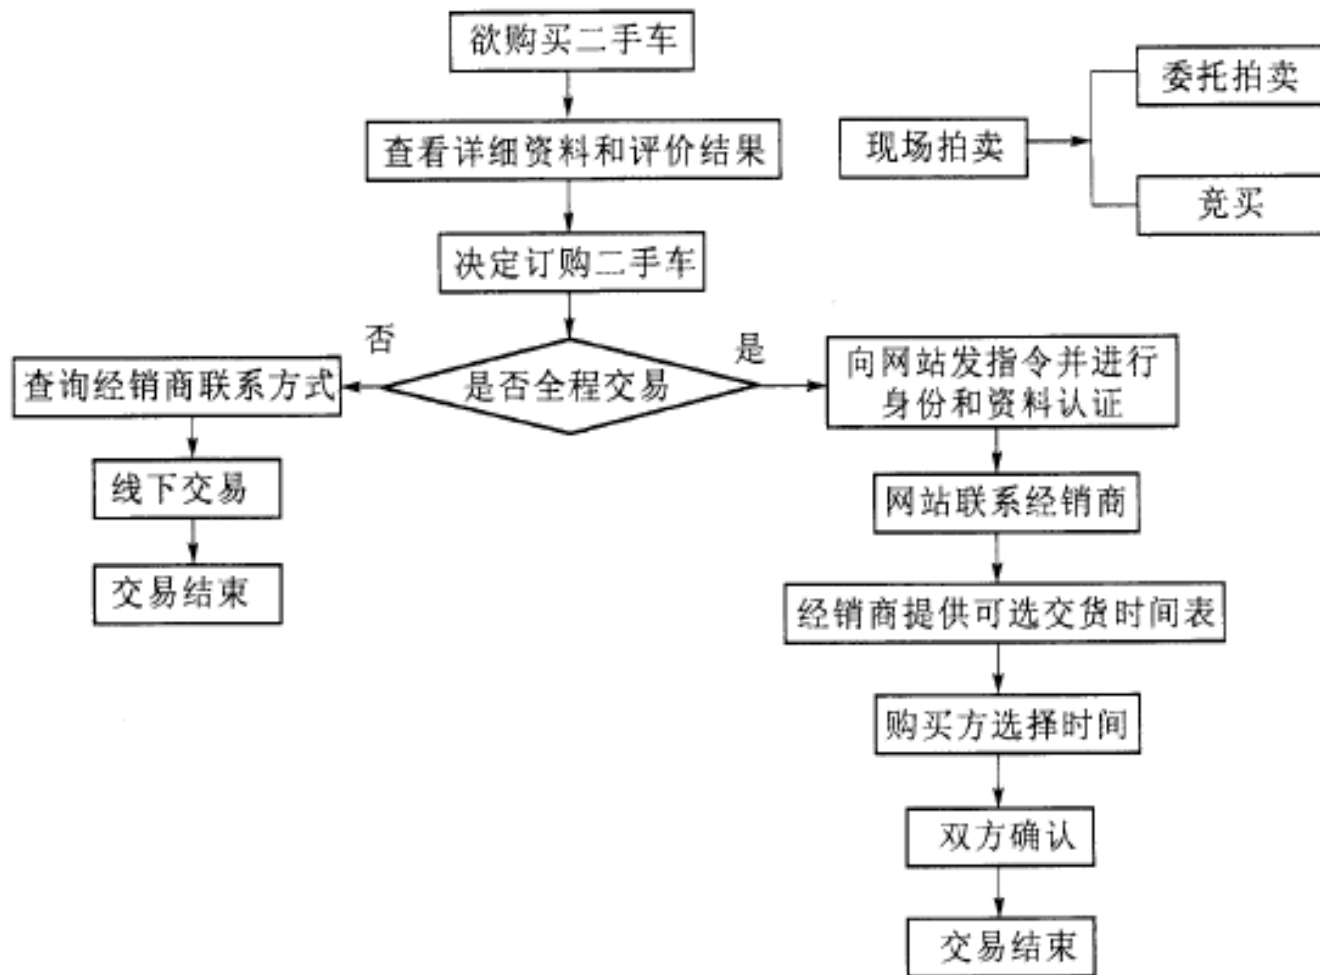 欲购买二手车
查看详细资料和评价结果
决定订购二手车
否
是
是否全程交易
查询经销商联系方式
线下交易
交易结束
向网站发指令并进行
身份和资料认证
网站联系经销商
经销商提供可选交货时间表
购买方选择时间
双方确认
交易结束
现场拍卖
委托拍卖
竞买